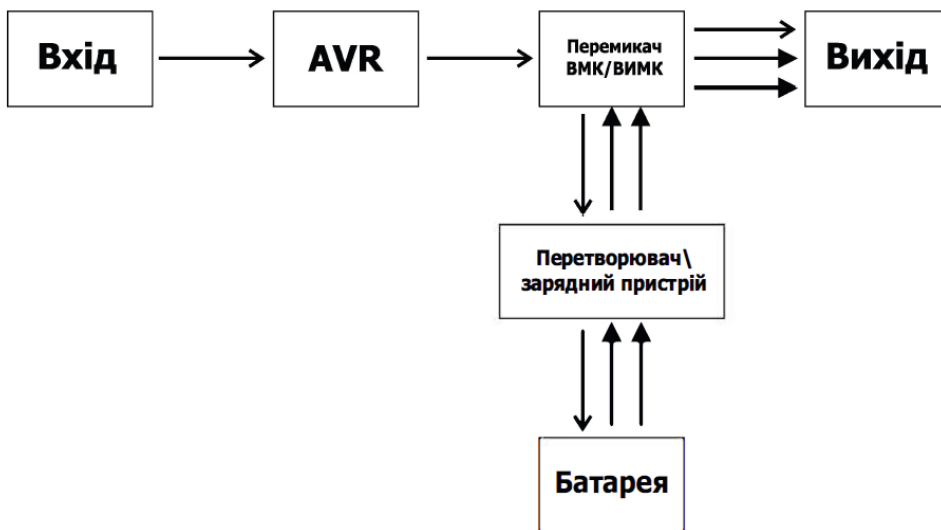 Вхід
AVR
Перемикач
ВМК/ВИМК
Вихід
Перетворювач\
зарядний пристрій
Батарея